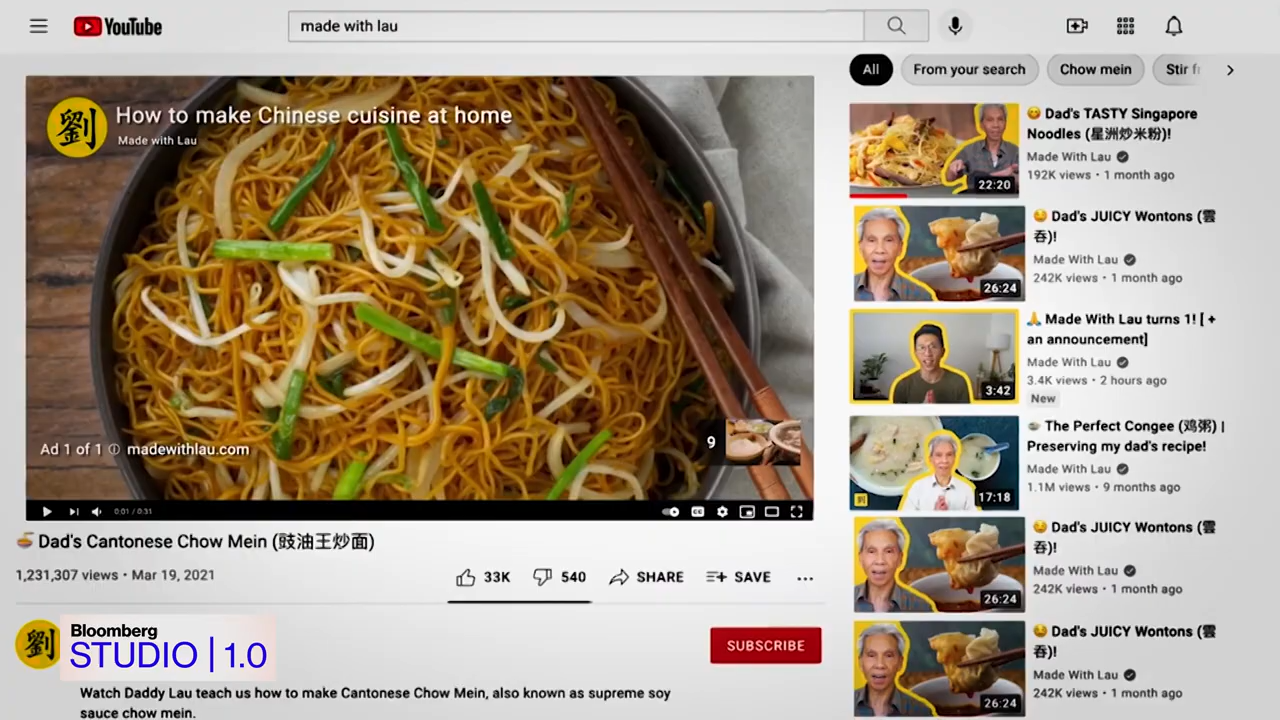 YouTube
made with lau
All
From your search
Chow mein
Stir fr
劉
How to make Chinese cuisine at home
Made with Lau
Ad 1 of 1 ⓘ madewithlau.com
9
0:01 / 0:31
CC
🍜 Dad's Cantonese Chow Mein (豉油王炒面)
1,231,307 views • Mar 19, 2021
33K
540
SHARE
SAVE
劉
Bloomberg
STUDIO | 1.0
SUBSCRIBE
Watch Daddy Lau teach us how to make Cantonese Chow Mein, also known as supreme soy
sauce chow mein.
22:20
Dad's TASTY Singapore
Noodles (星洲炒米粉)!
Made With Lau
192K views • 1 month ago
26:24
Dad's JUICY Wontons (雲
吞)!
Made With Lau
242K views • 1 month ago
3:42
🙏 Made With Lau turns 1! [ +
an announcement]
Made With Lau
3.4K views • 2 hours ago
New
劉
17:18
The Perfect Congee (鸡粥) |
Preserving my dad's recipe!
Made With Lau
1.1M views • 9 months ago
26:24
Dad's JUICY Wontons (雲
吞)!
Made With Lau
242K views • 1 month ago
26:24
Dad's JUICY Wontons (雲
吞)!
Made With Lau
242K views • 1 month ago